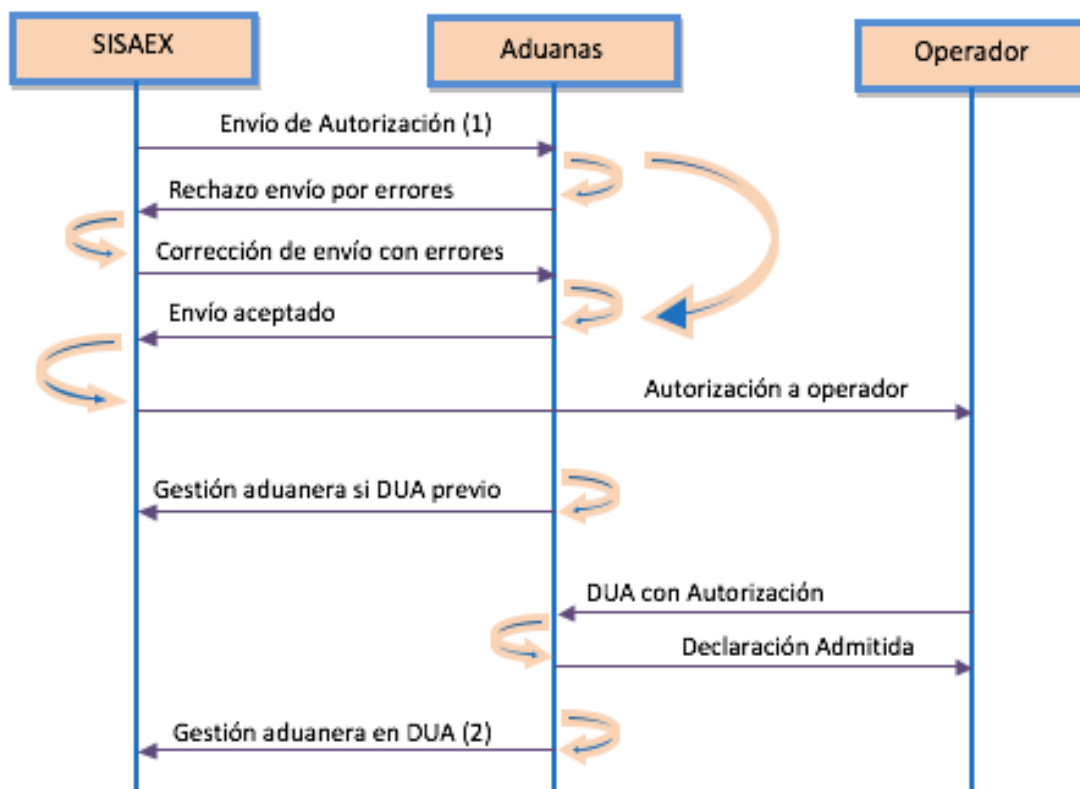 SISAEX
Aduanas
Operador
Envío de Autorización (1)
Rechazo envío por errores
Corrección de envío con errores
Envío aceptado
Autorización a operador
Gestión aduanera si DUA previo
DUA con Autorización
Declaración Admitida
Gestión aduanera en DUA (2)